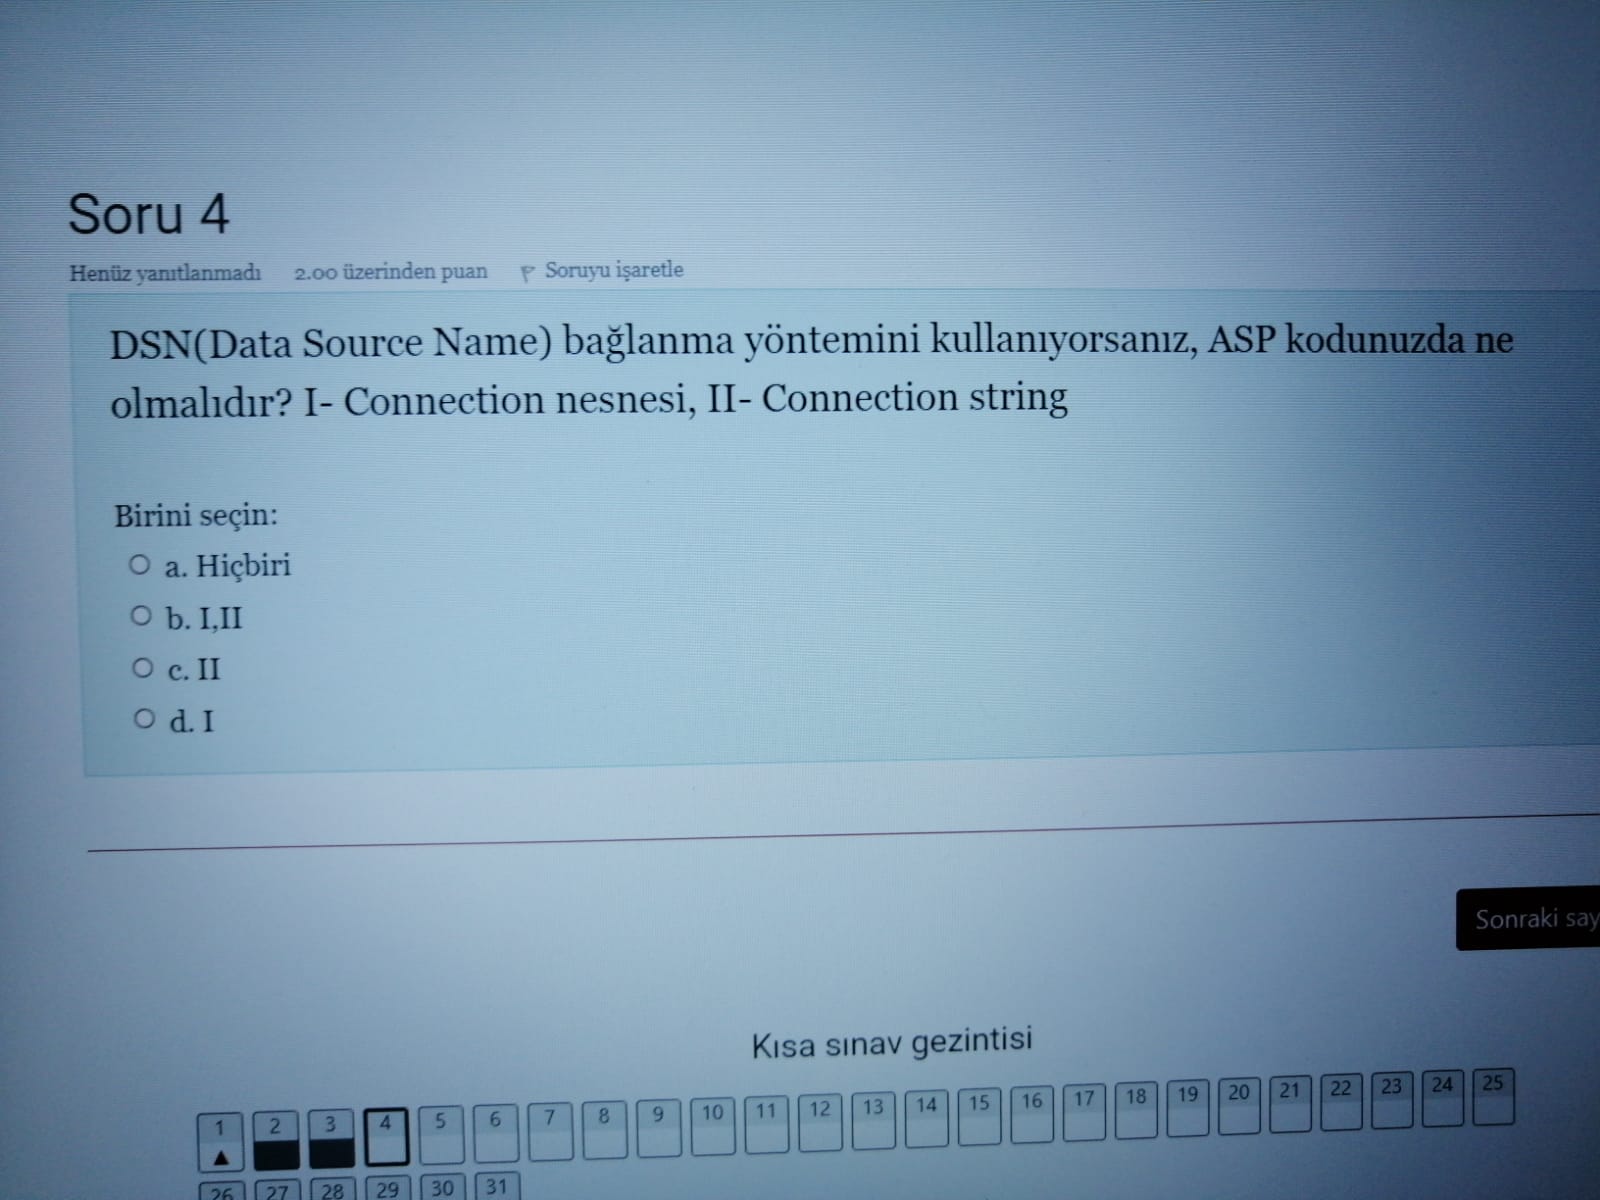 Soru 4
Henüz yanıtlanmadı 2.00 üzerinden puan Soruyu işaretle
DSN(Data Source Name) bağlanma yöntemini kullanıyorsanız, ASP kodunuzda ne
olmalıdır? I- Connection nesnesi, II- Connection string
Birini seçin:
a. Hiçbiri
b. I,II
c. II
d. I
Sonraki say
Kısa sınav gezintisi
1 2 3 4 5 6 7 8 9 10 11 12 13 14 15 16 17 18 19 20 21 22 23 24 25
26 27 28 29 30 31